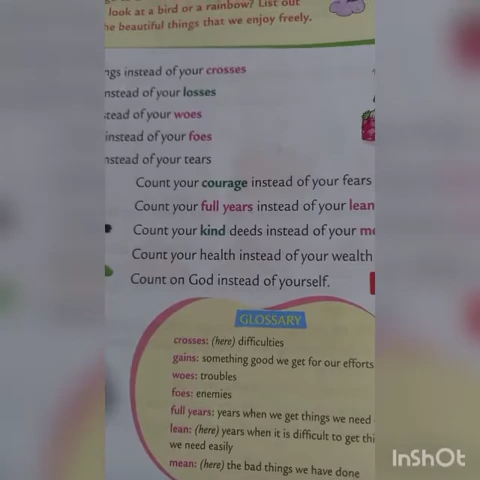 look at a bird or a rainbow? List out
he beautiful things that we enjoy freely.
ngs instead of your crosses
nstead of your losses
tead of your woes
instead of your foes
nstead of your tears
Count your courage instead of your fears
Count your full years instead of your lean
Count your kind deeds instead of your me
Count your health instead of your wealth
Count on God instead of yourself.
GLOSSARY
crosses: (here) difficulties
gains: something good we get for our efforts
woes: troubles
foes: enemies
full years: years when we get things we need
lean: (here) years when it is difficult to get thi
we need easily
mean: (here) the bad things we have done
InShOt